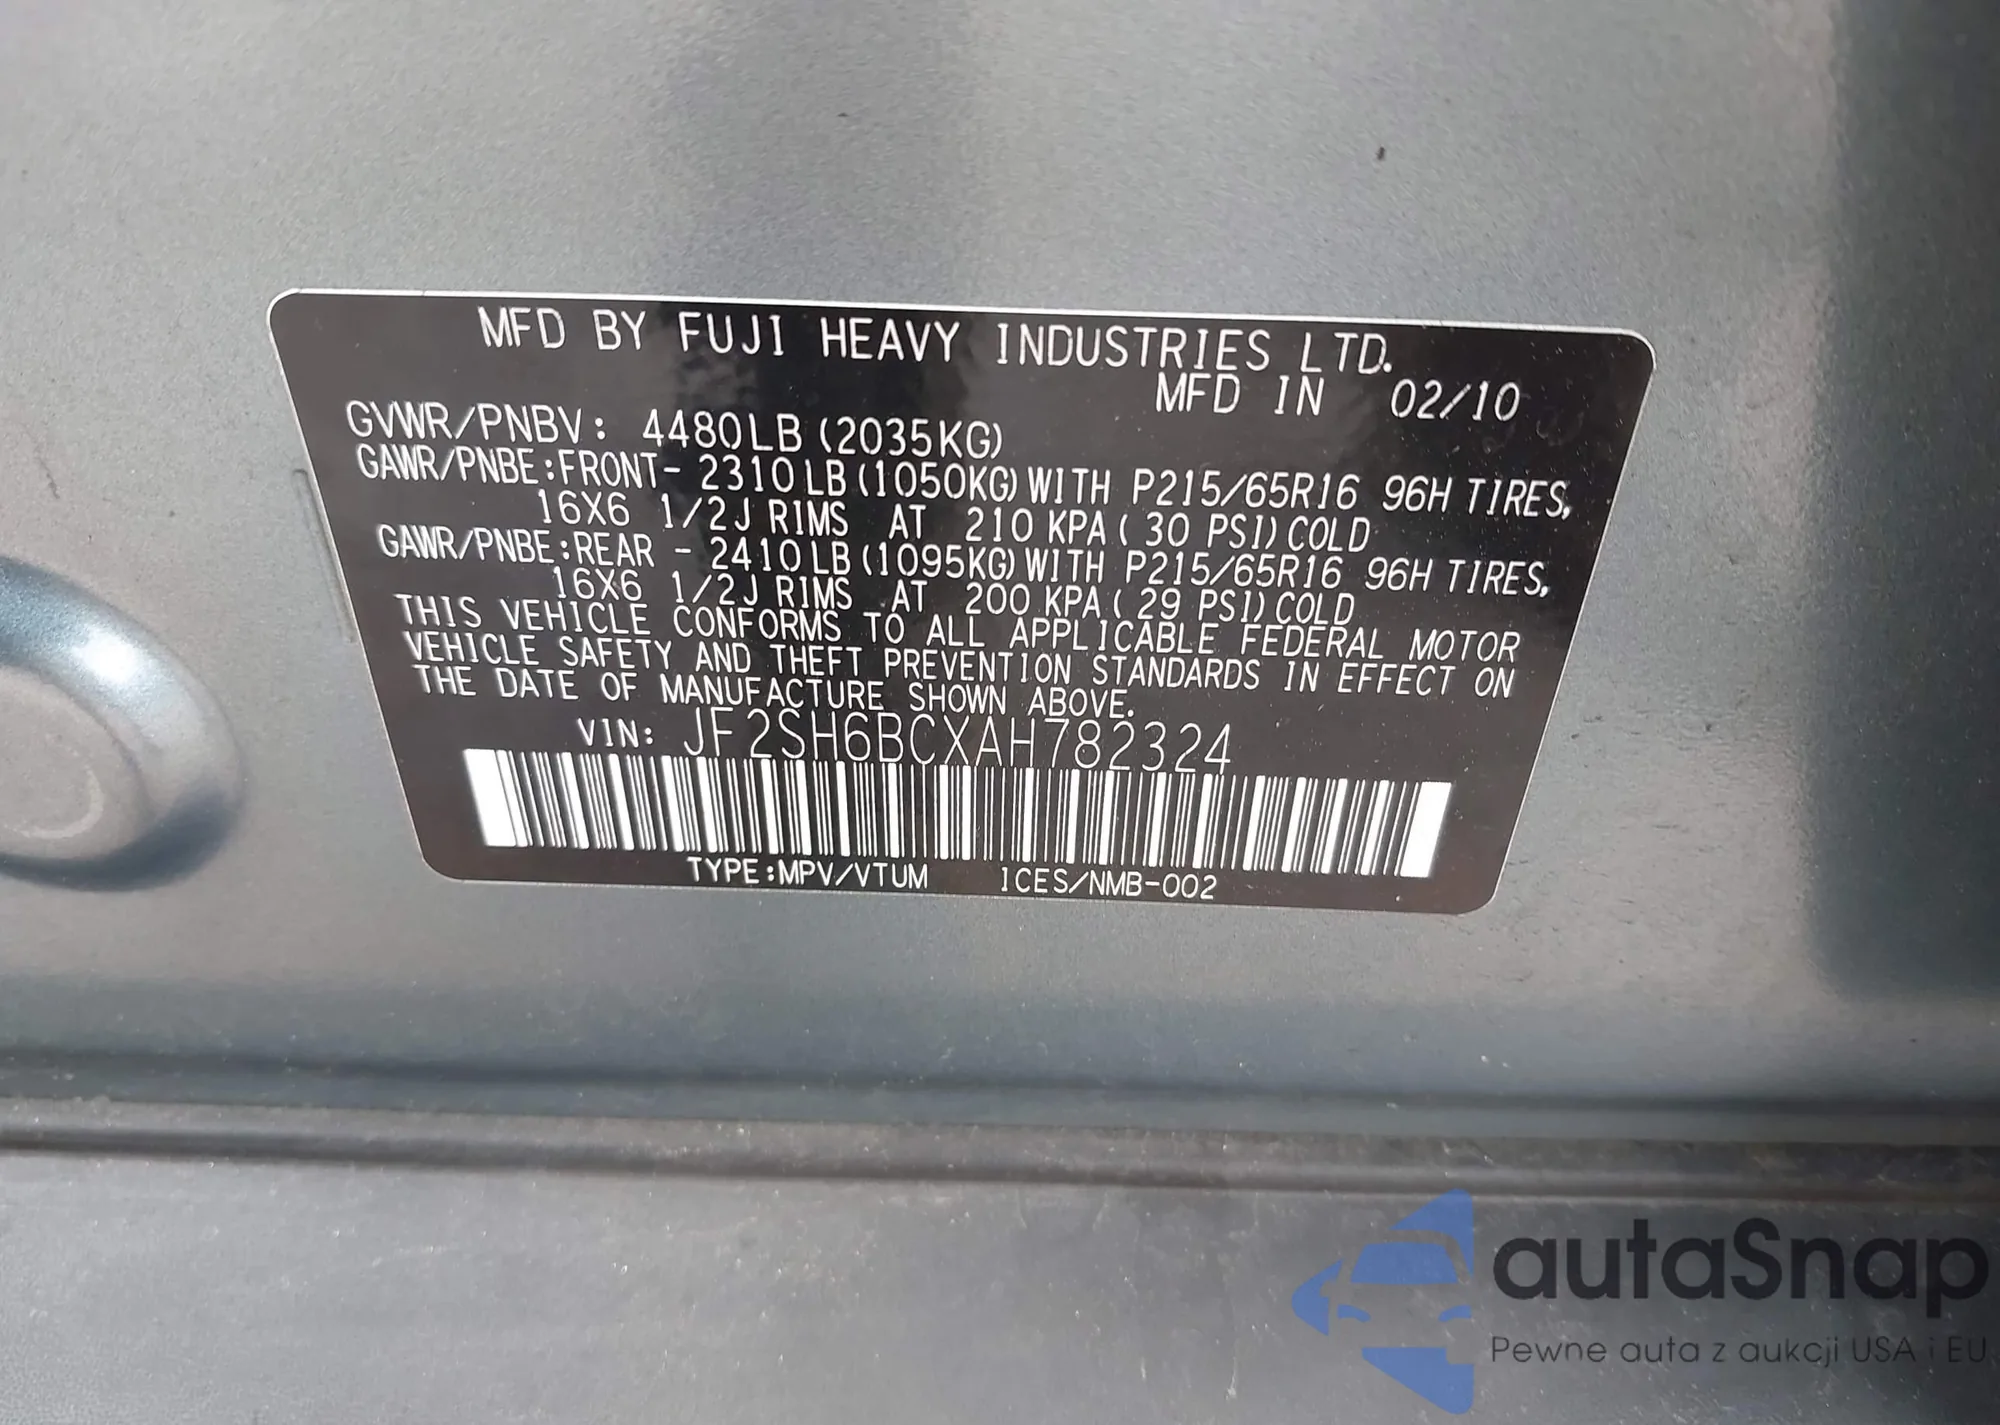 MFD BY FUJI HEAVY INDUSTRIES LTD.
MFD IN 02/10
GVWR/PNBV: 4480LB (2035KG)
GAWR/PNBE:FRONT- 2310LB(1050KG)WITH P215/65R16 96H TIRES,
16X6 1/2J RIMS AT 210 KPA( 30 PSI)COLD
GAWR/PNBE:REAR - 2410LB(1095KG)WITH P215/65R16 96H TIRES,
16X6 1/2J RIMS AT 200 KPA( 29 PSI)COLD
THIS VEHICLE CONFORMS TO ALL APPLICABLE FEDERAL MOTOR
VEHICLE SAFETY AND THEFT PREVENTION STANDARDS IN EFFECT ON
THE DATE OF MANUFACTURE SHOWN ABOVE.
VIN: JF2SH6BCXAH782324
TYPE:MPV/VTUM ICES/NMB-002
autaSnap
Pewne auta z aukcji USA i EU